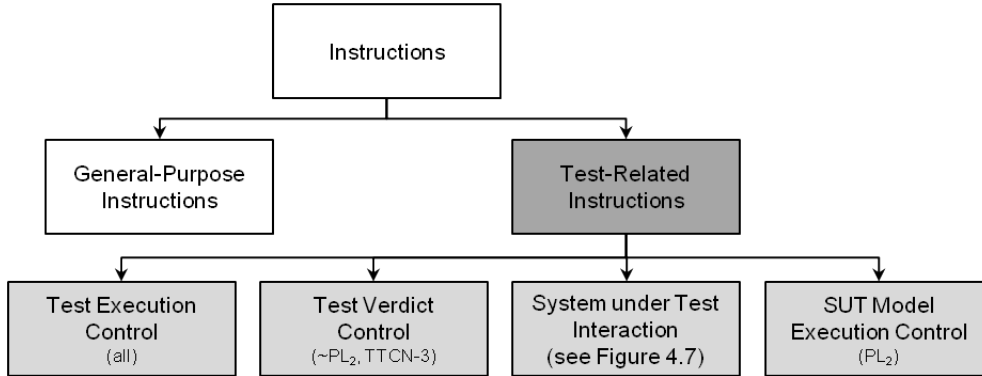 Instructions
General-Purpose
Instructions
Test-Related
Instructions
Test Execution
Control
(all)
Test Verdict
Control
(~PL₂, TTCN-3)
System under Test
Interaction
(see Figure 4.7)
SUT Model
Execution Control
(PL₂)